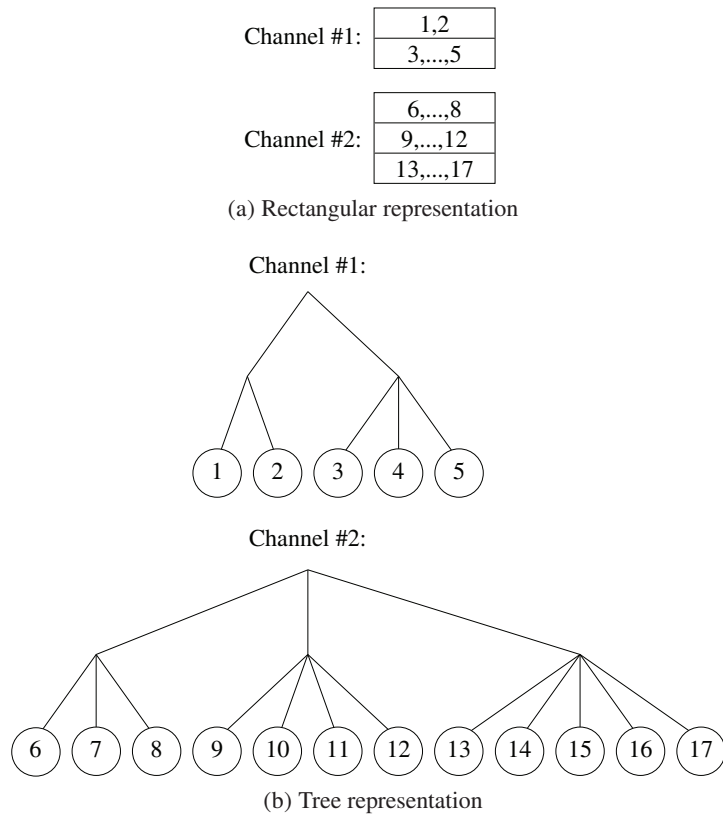 Channel #1:
1,2
3,...,5
Channel #2:
6,...,8
9,...,12
13,...,17
(a) Rectangular representation
Channel #1:
1 2 3 4 5
Channel #2:
6 7 8 9 10 11 12 13 14 15 16 17
(b) Tree representation